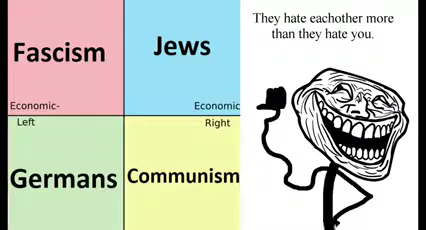 Fascism
Jews
Economic-
Left
Economic
Right
Germans
Communism
They hate eachother more
than they hate you.